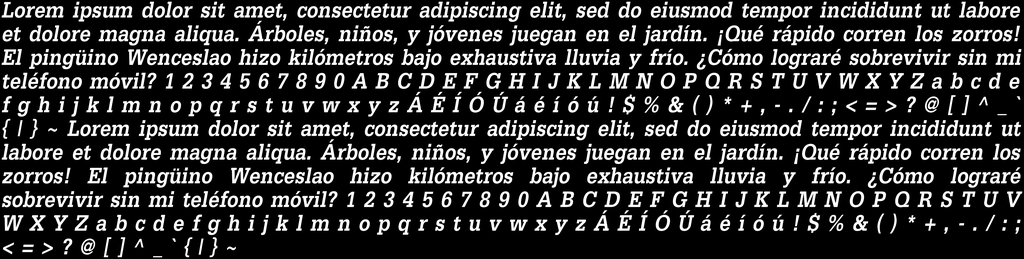 Lorem ipsum dolor sit amet, consectetur adipiscing elit, sed do eiusmod tempor incididunt ut labore
et dolore magna aliqua. Árboles, niños, y jóvenes juegan en el jardín. ¡Qué rápido corren los zorros!
El pingüino Wenceslao hizo kilómetros bajo exhaustiva lluvia y frío. ¿Cómo lograré sobrevivir sin mi
teléfono móvil? 1 2 3 4 5 6 7 8 9 0 A B C D E F G H I J K L M N O P Q R S T U V W X Y Z a b c d e
f g h i j k l m n o p q r s t u v w x y z Á É Í Ó Ú á é í ó ú ! $ % & ( ) * + , - . / : ; < = > ? @ [ ] ^ _ `
{ | } ~ Lorem ipsum dolor sit amet, consectetur adipiscing elit, sed do eiusmod tempor incididunt ut
labore et dolore magna aliqua. Árboles, niños, y jóvenes juegan en el jardín. ¡Qué rápido corren los
zorros! El pingüino Wenceslao hizo kilómetros bajo exhaustiva lluvia y frío. ¿Cómo lograré
sobrevivir sin mi teléfono móvil? 1 2 3 4 5 6 7 8 9 0 A B C D E F G H I J K L M N O P Q R S T U V
W X Y Z a b c d e f g h i j k l m n o p q r s t u v w x y z Á É Í Ó Ú á é í ó ú ! $ % & ( ) * + , - . / : ;
< = > ? @ [ ] ^ _ ` { | } ~